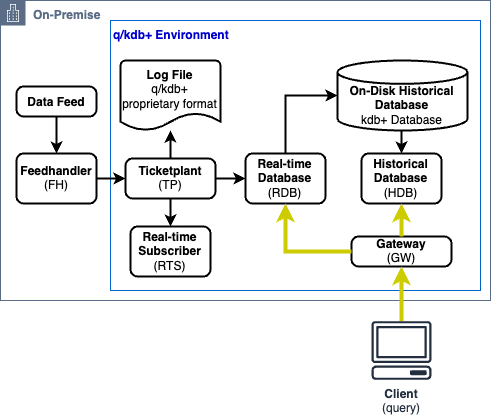 On-Premise
q/kdb+ Environment
Log File
q/kdb+
proprietary format
On-Disk Historical
Database
kdb+ Database
Data Feed
Feedhandler
(FH)
Ticketplant
(TP)
Real-time
Database
(RDB)
Historical
Database
(HDB)
Real-time
Subscriber
(RTS)
Gateway
(GW)
Client
(query)